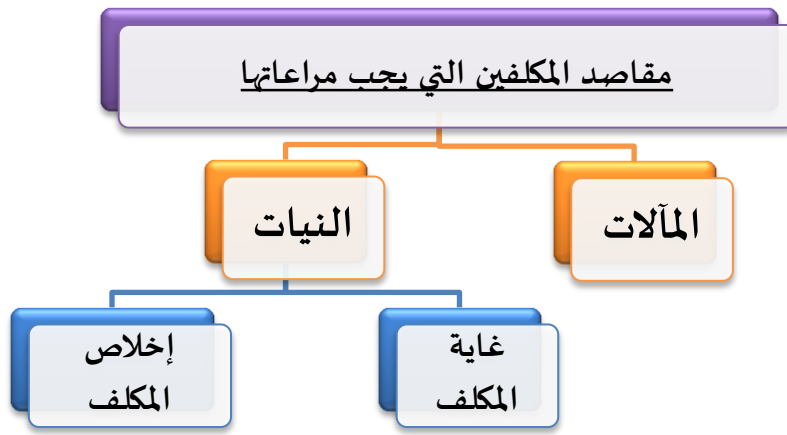 مقاصد المكلفين التي يجب مراعاتها
المآلات
النيات
غاية
المكلف
إخلاص
المكلف